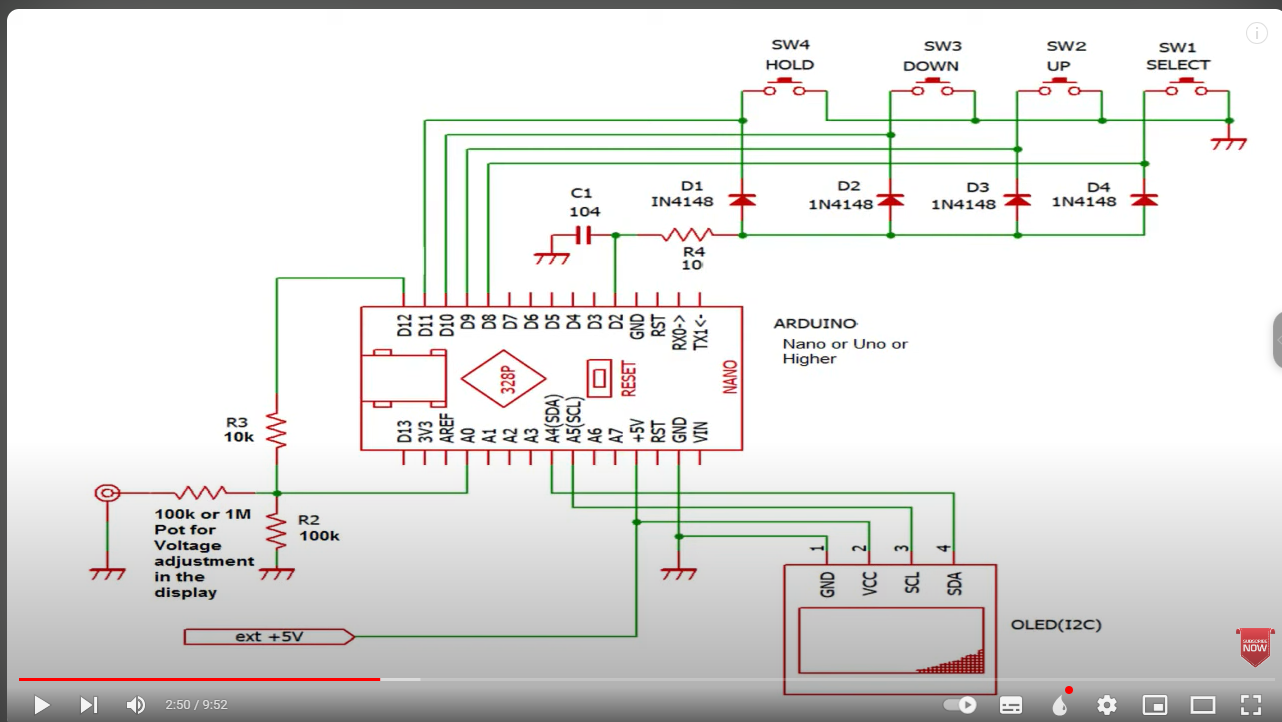 SW4
HOLD
SW3
DOWN
SW2
UP
SW1
SELECT
C1
104
D1
IN4148
D2
1N4148
D3
1N4148
D4
1N4148
R4
10
D12
D11
D10
D9
D8
D7
D6
D5
D4
D3
D2
GND
RST
RX0->
TX1<-
ARDUINO
Nano or Uno or
Higher
328P
RESET
NANO
D13
3V3
AREF
A0
A1
A2
A3
A4(SDA)
A5(SCL)
A6
A7
+5V
RST
GND
VIN
R3
10k
100k or 1M
Pot for
Voltage
adjustment
in the
display
R2
100k
ext +5V
1
2
3
4
GND
VCC
SCL
SDA
OLED(I2C)
SUBSCRIBE
NOW
2:50 / 9:52